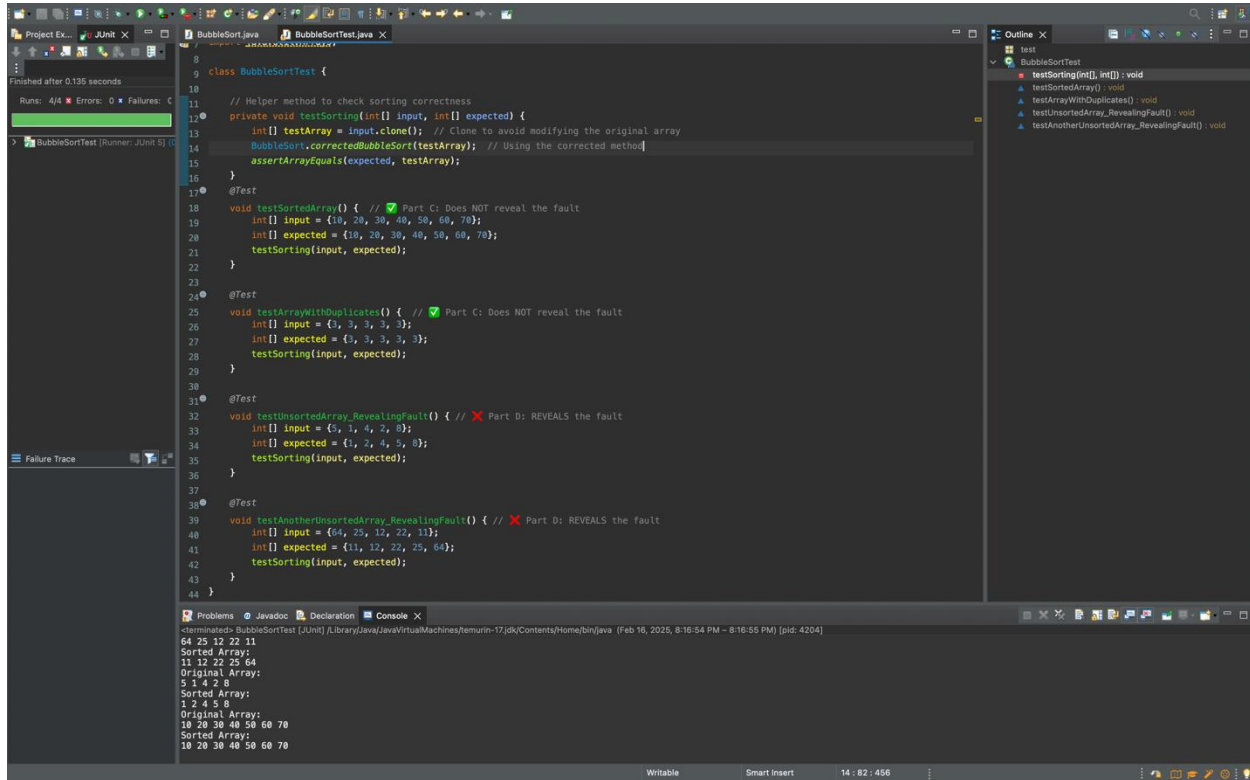 Project Ex...
JUnit
Finished after 0.135 seconds
Runs: 4/4 Errors: 0 Failures: 0
BubbleSortTest [Runner: JUnit 5]
Failure Trace
BubbleSort.java
BubbleSortTest.java
8
9 class BubbleSortTest {
10
11 // Helper method to check sorting correctness
12 private void testSorting(int[] input, int[] expected) {
13 int[] testArray = input.clone(); // Clone to avoid modifying the original array
14 BubbleSort.correctedBubbleSort(testArray); // Using the corrected method
15 assertArrayEquals(expected, testArray);
16 }
17 @Test
18 void testSortedArray() { // ✅ Part C: Does NOT reveal the fault
19 int[] input = {10, 20, 30, 40, 50, 60, 70};
20 int[] expected = {10, 20, 30, 40, 50, 60, 70};
21 testSorting(input, expected);
22 }
23
24 @Test
25 void testArrayWithDuplicates() { // ✅ Part C: Does NOT reveal the fault
26 int[] input = {3, 3, 3, 3, 3};
27 int[] expected = {3, 3, 3, 3, 3};
28 testSorting(input, expected);
29 }
30
31 @Test
32 void testUnsortedArray_RevealingFault() { // ❌ Part D: REVEALS the fault
33 int[] input = {5, 1, 4, 2, 8};
34 int[] expected = {1, 2, 4, 5, 8};
35 testSorting(input, expected);
36 }
37
38 @Test
39 void testAnotherUnsortedArray_RevealingFault() { // ❌ Part D: REVEALS the fault
40 int[] input = {64, 25, 12, 22, 11};
41 int[] expected = {11, 12, 22, 25, 64};
42 testSorting(input, expected);
43 }
44 }
Outline
test
BubbleSortTest
testSorting(int[], int[]) : void
testSortedArray() : void
testArrayWithDuplicates() : void
testUnsortedArray_RevealingFault() : void
testAnotherUnsortedArray_RevealingFault() : void
Problems Javadoc Declaration Console
<terminated> BubbleSortTest [JUnit] /Library/Java/JavaVirtualMachines/temurin-17.jdk/Contents/Home/bin/java (Feb 16, 2025, 8:16:54 PM – 8:16:55 PM) [pid: 4204]
64 25 12 22 11
Sorted Array:
11 12 22 25 64
Original Array:
5 1 4 2 8
Sorted Array:
1 2 4 5 8
Original Array:
10 20 30 40 50 60 70
Sorted Array:
10 20 30 40 50 60 70
Writable Smart Insert 14 : 82 : 456